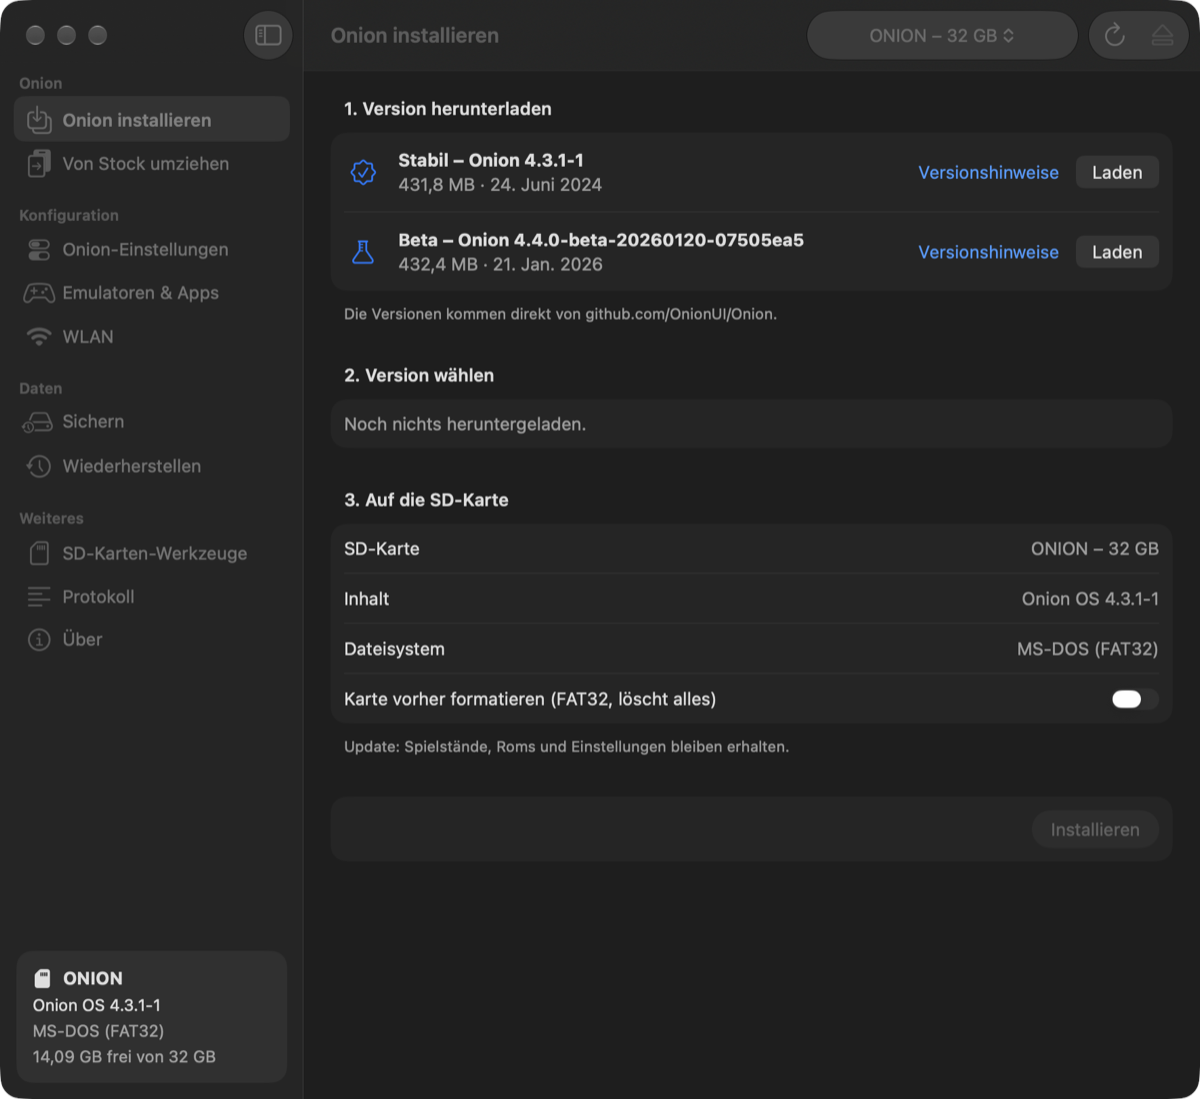 Onion installieren
ONION – 32 GB
Onion
Onion installieren
Von Stock umziehen
Konfiguration
Onion-Einstellungen
Emulatoren & Apps
WLAN
Daten
Sichern
Wiederherstellen
Weiteres
SD-Karten-Werkzeuge
Protokoll
Über
ONION
Onion OS 4.3.1-1
MS-DOS (FAT32)
14,09 GB frei von 32 GB
1. Version herunterladen
Stabil – Onion 4.3.1-1
431,8 MB · 24. Juni 2024
Versionshinweise
Laden
Beta – Onion 4.4.0-beta-20260120-07505ea5
432,4 MB · 21. Jan. 2026
Versionshinweise
Laden
Die Versionen kommen direkt von github.com/OnionUI/Onion.
2. Version wählen
Noch nichts heruntergeladen.
3. Auf die SD-Karte
SD-Karte
ONION – 32 GB
Inhalt
Onion OS 4.3.1-1
Dateisystem
MS-DOS (FAT32)
Karte vorher formatieren (FAT32, löscht alles)
Update: Spielstände, Roms und Einstellungen bleiben erhalten.
Installieren